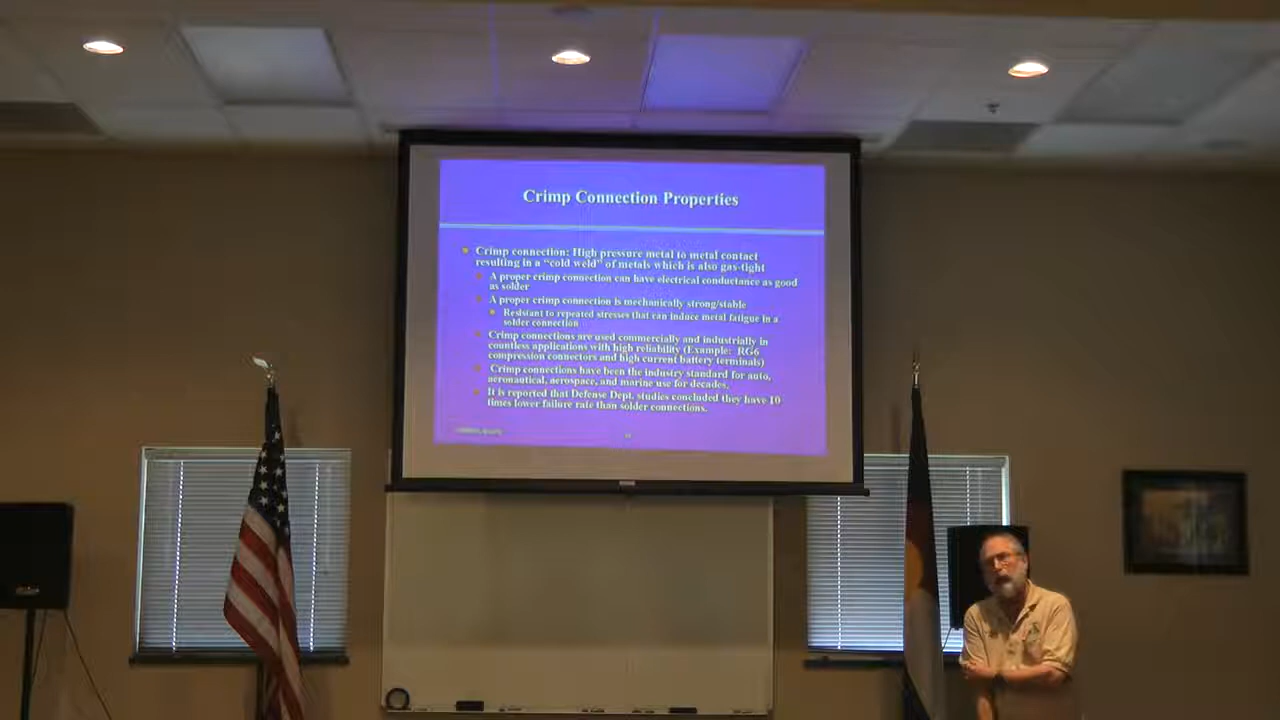 Crimp Connection Properties
Crimp connection: High pressure metal to metal contact
resulting in a "cold weld" of metals which is also gas-tight
A proper crimp connection can have electrical conductance as good
as solder
A proper crimp connection is mechanically strong/stable
Resistant to repeated stresses that can induce metal fatigue in a
solder connection
Crimp connections are used commercially and industrially in
countless applications with high reliability (Example: RG6
compression connectors and high current battery terminals)
Crimp connections have been the industry standard for auto,
aeronautical, aerospace, and marine use for decades.
It is reported that Defense Dept. studies concluded they have 10
times lower failure rate than solder connections.